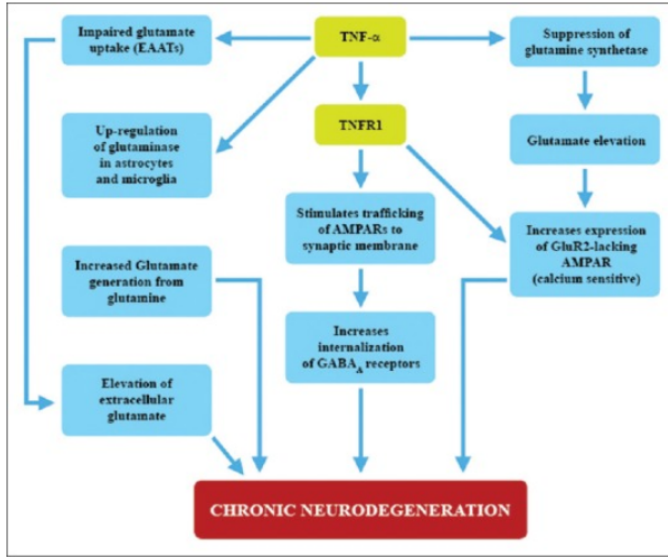 Impaired glutamate
uptake (EAATs)
TNF-α
Suppression of
glutamine synthetase
Up-regulation
of glutaminase
in astrocytes
and microglia
TNFR1
Glutamate elevation
Stimulates trafficking
of AMPARs to
synaptic membrane
Increases expression
of GluR2-lacking
AMPAR
(calcium sensitive)
Increased Glutamate
generation from
glutamine
Increases
internalization
of GABAA receptors
Elevation of
extracellular
glutamate
CHRONIC NEURODEGENERATION